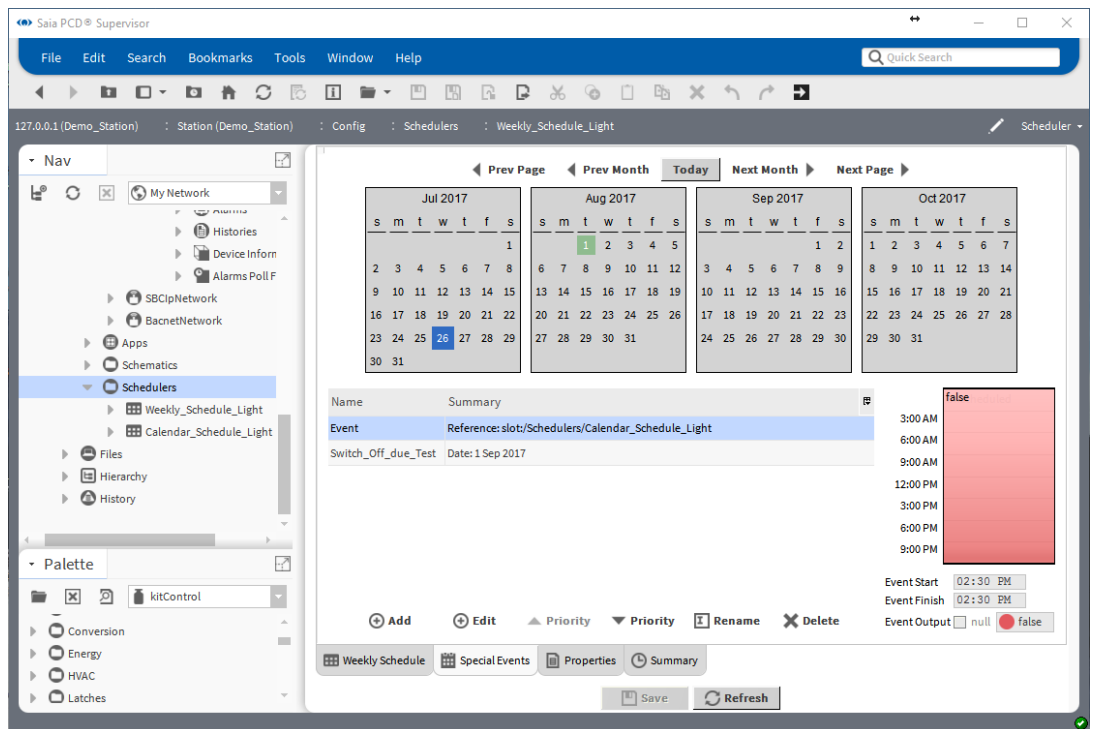 Saia PCD® Supervisor
File Edit Search Bookmarks Tools Window Help
Quick Search
127.0.0.1 (Demo_Station) : Station (Demo_Station) : Config : Schedulers : Weekly_Schedule_Light
Scheduler
Nav
My Network
Alarms
Histories
Device Inforn
Alarms Poll F
SBCIpNetwork
BacnetNetwork
Apps
Schematics
Schedulers
Weekly_Schedule_Light
Calendar_Schedule_Light
Files
Hierarchy
History
Palette
kitControl
Conversion
Energy
HVAC
Latches
Prev Page Prev Month Today Next Month Next Page
Jul 2017
s m t w t f s
1
2 3 4 5 6 7 8
9 10 11 12 13 14 15
16 17 18 19 20 21 22
23 24 25 26 27 28 29
30 31
Aug 2017
s m t w t f s
1 2 3 4 5
6 7 8 9 10 11 12
13 14 15 16 17 18 19
20 21 22 23 24 25 26
27 28 29 30 31
Sep 2017
s m t w t f s
1 2
3 4 5 6 7 8 9
10 11 12 13 14 15 16
17 18 19 20 21 22 23
24 25 26 27 28 29 30
Oct 2017
s m t w t f s
1 2 3 4 5 6 7
8 9 10 11 12 13 14
15 16 17 18 19 20 21
22 23 24 25 26 27 28
29 30 31
Name Summary
Event Reference: slot:/Schedulers/Calendar_Schedule_Light
Switch_Off_due_Test Date: 1 Sep 2017
false
3:00 AM
6:00 AM
9:00 AM
12:00 PM
3:00 PM
6:00 PM
9:00 PM
Event Start 02:30 PM
Event Finish 02:30 PM
Event Output null false
Add Edit Priority Priority Rename Delete
Weekly Schedule Special Events Properties Summary
Save Refresh